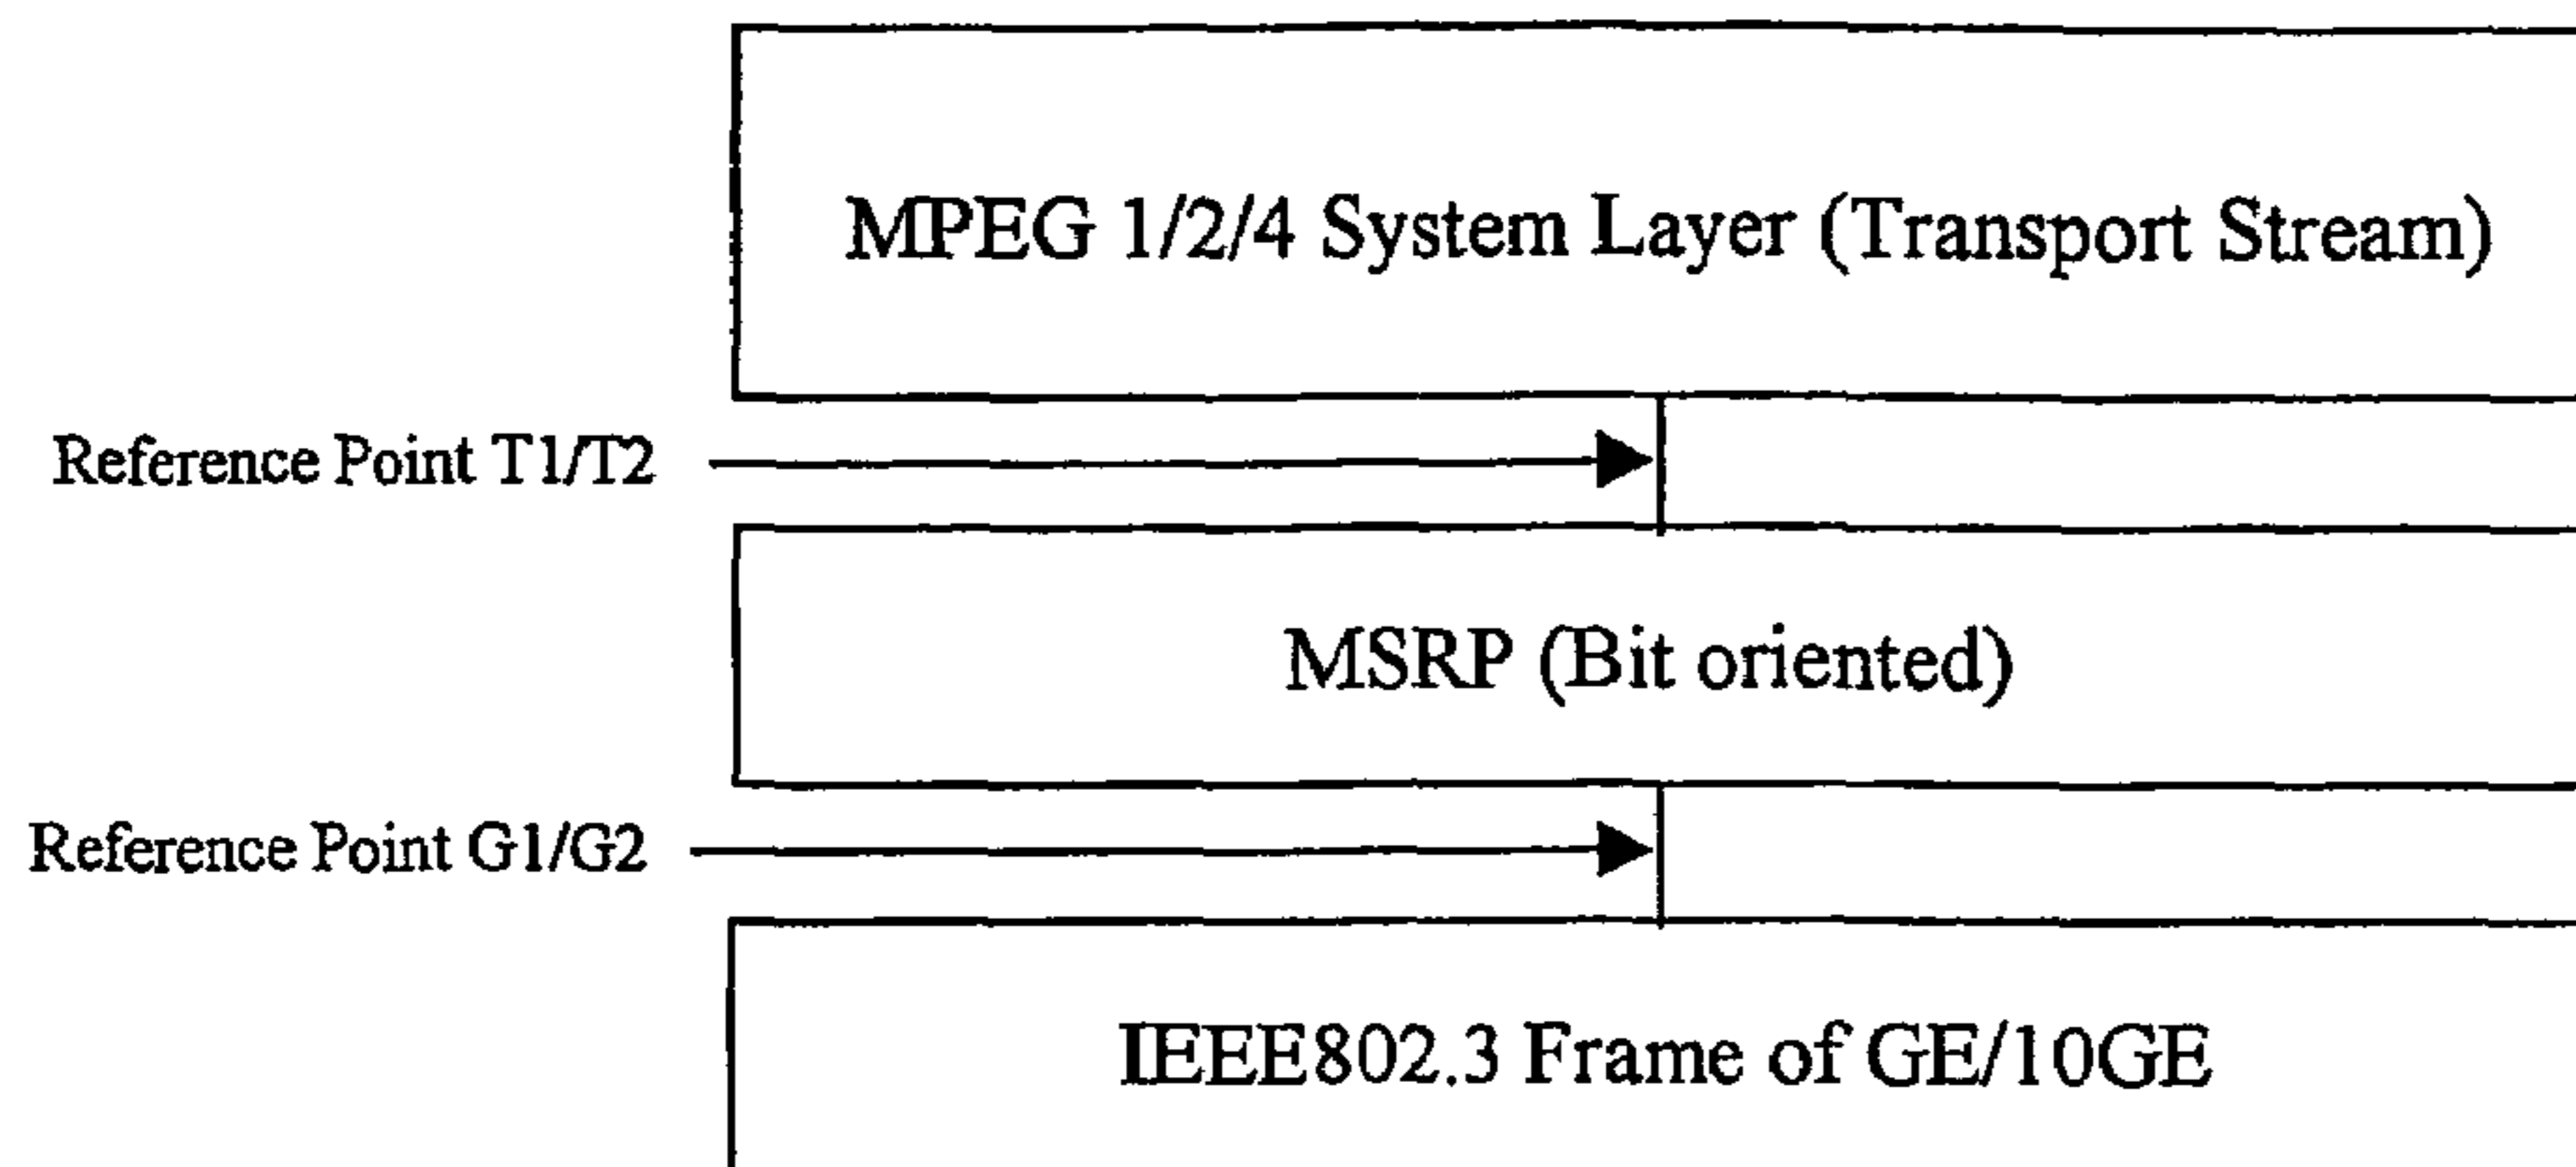 MPEG 1/2/4 System Layer (Transport Stream)
Reference Point T1/T2
MSRP (Bit oriented)
Reference Point G1/G2
IEEE802.3 Frame of GE/10GE